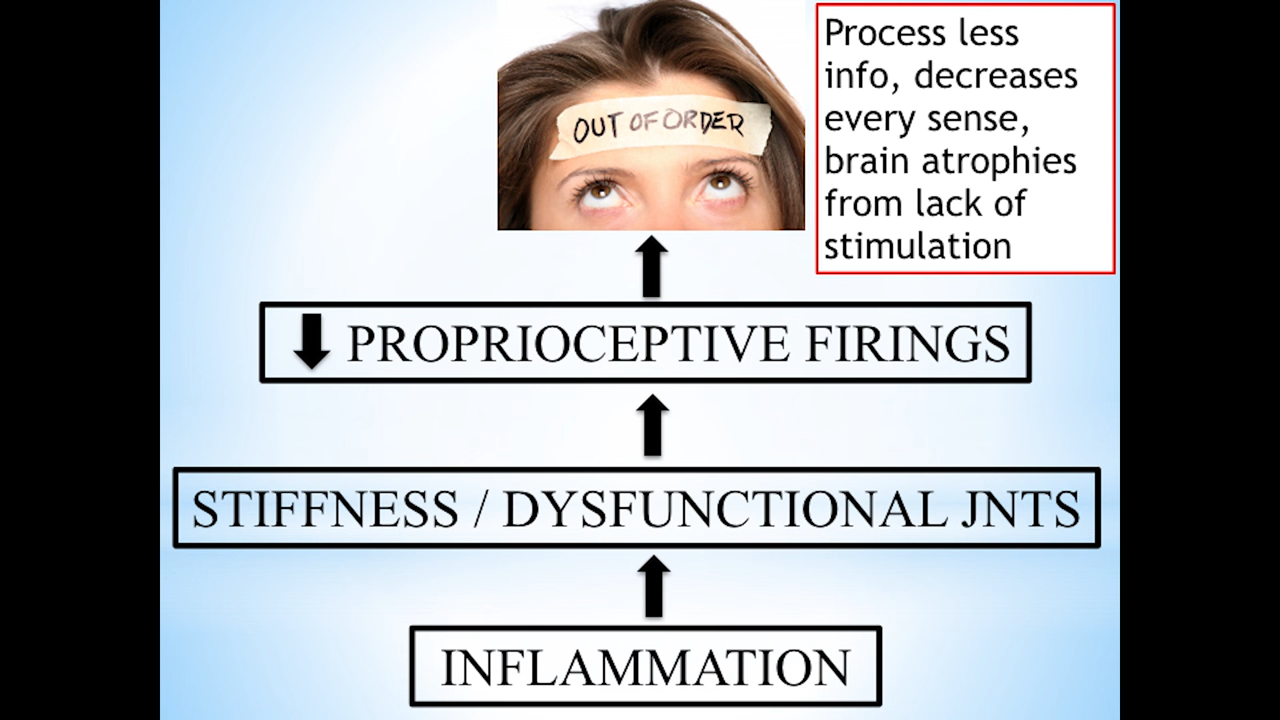 OUT OF ORDER
Process less
info, decreases
every sense,
brain atrophies
from lack of
stimulation
PROPRIOCEPTIVE FIRINGS
STIFFNESS / DYSFUNCTIONAL JNTS
INFLAMMATION